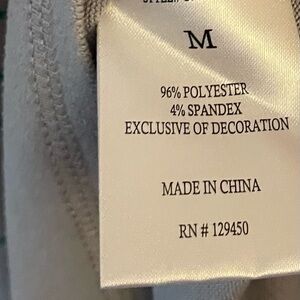 M
96% POLYESTER
4% SPANDEX
EXCLUSIVE OF DECORATION
MADE IN CHINA
RN # 129450